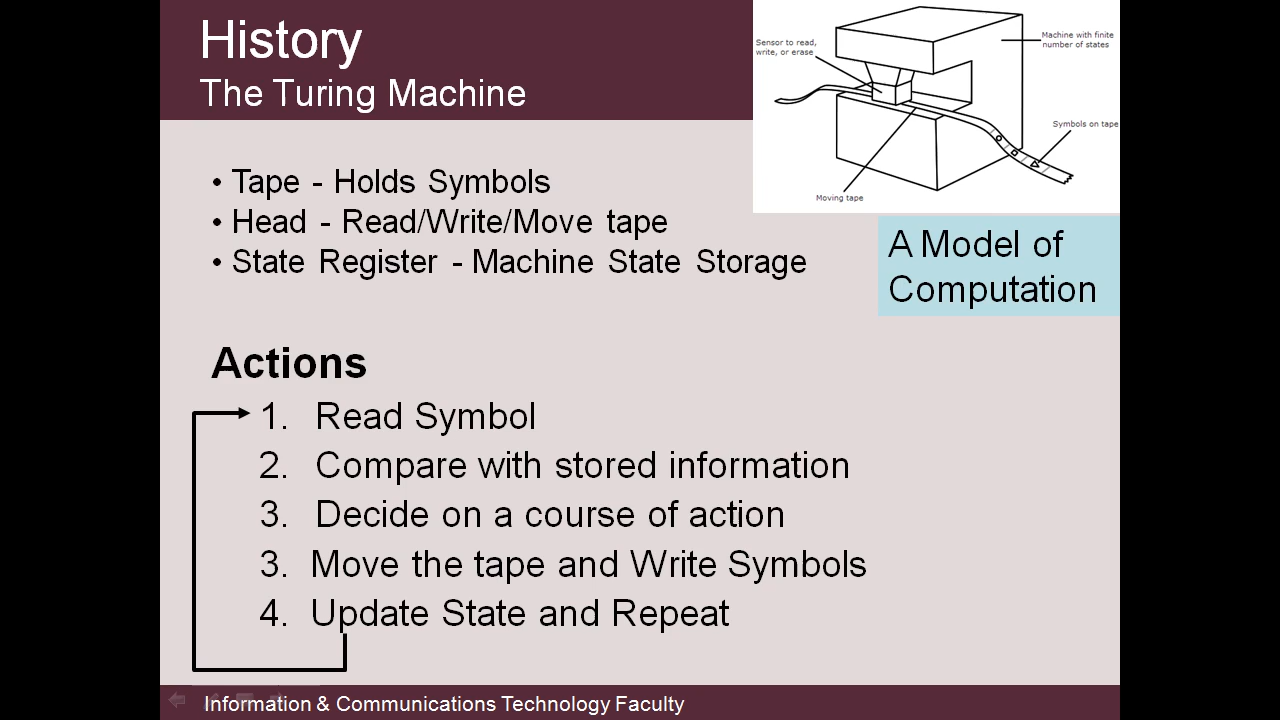 History
The Turing Machine
Sensor to read,
write, or erase
Machine with finite
number of states
Symbols on tape
Moving tape
• Tape - Holds Symbols
• Head - Read/Write/Move tape
• State Register - Machine State Storage
A Model of
Computation
Actions
1. Read Symbol
2. Compare with stored information
3. Decide on a course of action
3. Move the tape and Write Symbols
4. Update State and Repeat
Information & Communications Technology Faculty